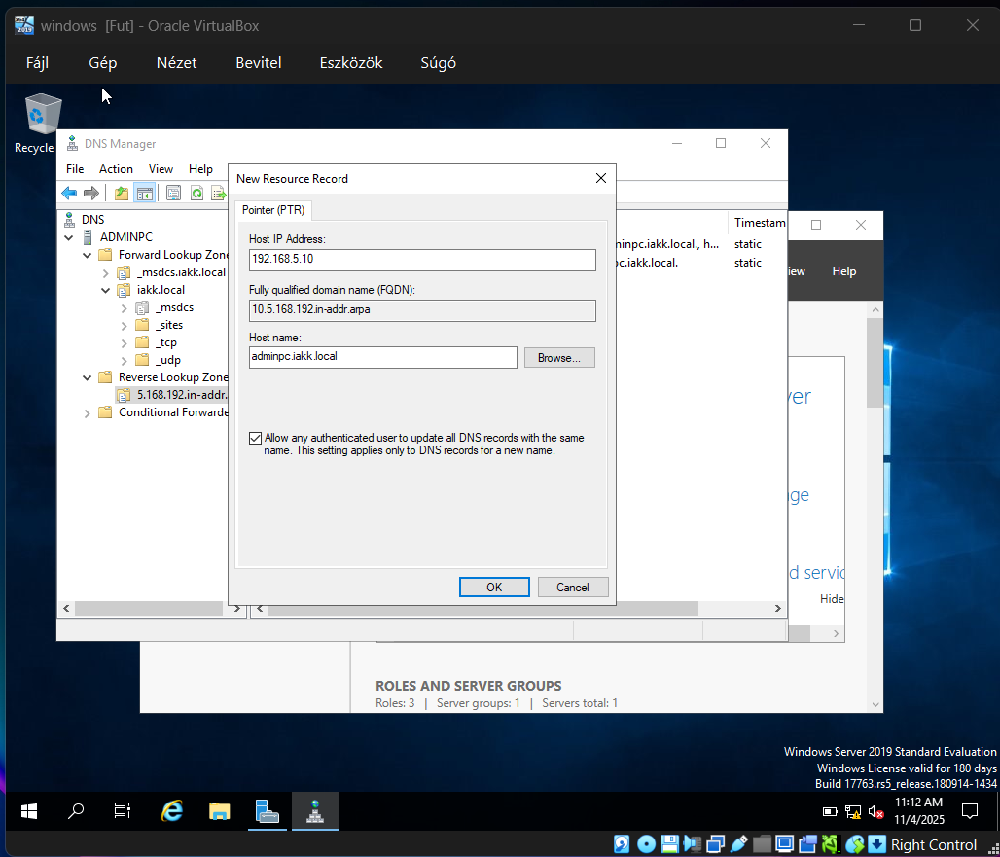 windows [Fut] - Oracle VirtualBox
Fájl Gép Nézet Bevitel Eszközök Súgó
Recycle
DNS Manager
File Action View Help
New Resource Record
Pointer (PTR)
Host IP Address:
192.168.5.10
Fully qualified domain name (FQDN):
10.5.168.192.in-addr.arpa
Host name:
adminpc.iakk.local
Browse...
Allow any authenticated user to update all DNS records with the same
name. This setting applies only to DNS records for a new name.
OK Cancel
DNS
ADMINPC
Forward Lookup Zone
_msdcs.iakk.local
iakk.local
_msdcs
_sites
_tcp
_udp
Reverse Lookup Zone
5.168.192.in-addr.
Conditional Forwarde
Timestam
minpc.iakk.local., h... static
pc.iakk.local. static
iew Help
ver
ge
d servic
Hide
ROLES AND SERVER GROUPS
Roles: 3 | Server groups: 1 | Servers total: 1
Windows Server 2019 Standard Evaluation
Windows License valid for 180 days
Build 17763.rs5_release.180914-1434
11:12 AM
11/4/2025
Right Control